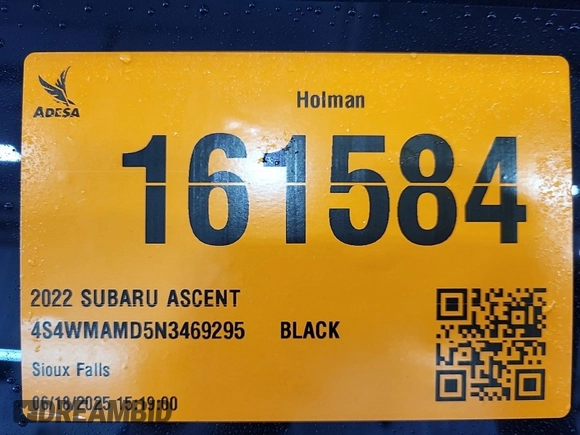 ADESA
Holman
161584
2022 SUBARU ASCENT
4S4WMAMD5N3469295 BLACK
Sioux Falls
06/18/2025 15:19:00
DREAMBID